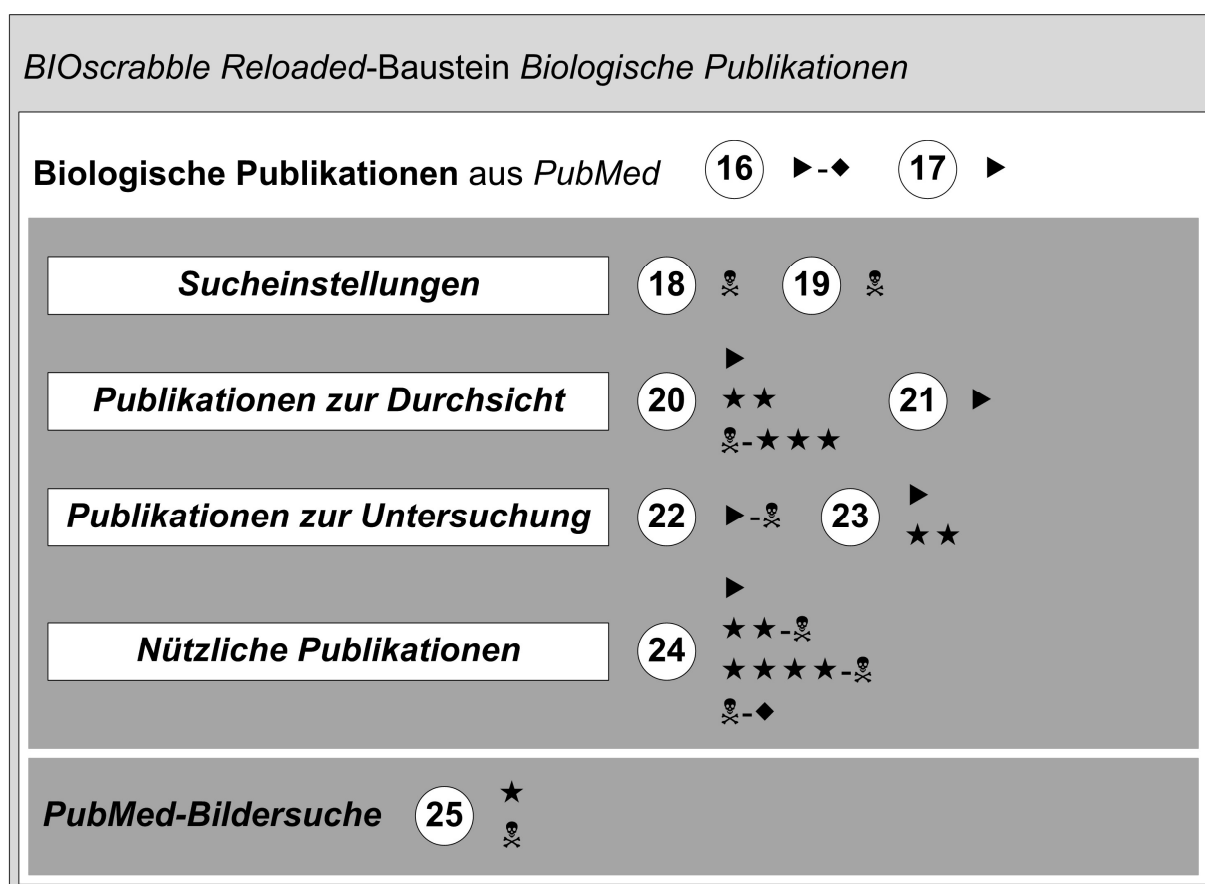 BIOscrabble Reloaded-Baustein Biologische Publikationen
Biologische Publikationen aus PubMed 16 ▶-◆ 17 ▶
Sucheinstellungen 18 ☠ 19 ☠
▶
Publikationen zur Durchsicht 20 ★★ 21 ▶
☠-★★★
Publikationen zur Untersuchung 22 ▶-☠ 23 ▶
★★
▶
★★-☠
Nützliche Publikationen 24
★★★★-☠
☠-◆
PubMed-Bildersuche 25 ★
☠